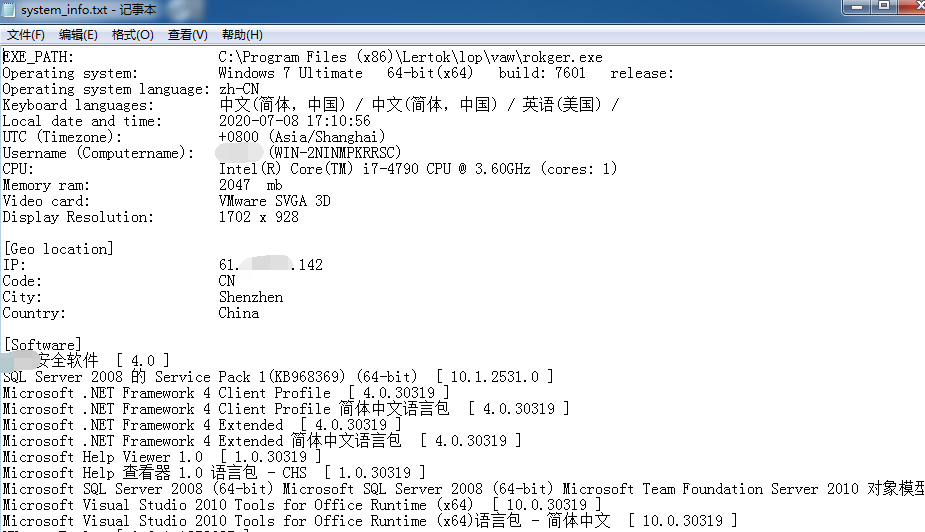 system_info.txt - 记事本
文件(F) 编辑(E) 格式(O) 查看(V) 帮助(H)
EXE_PATH: C:\Program Files (x86)\Lertok\lop\vaw\rokger.exe
Operating system: Windows 7 Ultimate 64-bit(x64) build: 7601 release:
Operating system language: zh-CN
Keyboard languages: 中文(简体，中国) / 中文(简体，中国) / 英语(美国) /
Local date and time: 2020-07-08 17:10:56
UTC (Timezone): +0800 (Asia/Shanghai)
Username (Computername): (WIN-2NINMPKRRSC)
CPU: Intel(R) Core(TM) i7-4790 CPU @ 3.60GHz (cores: 1)
Memory ram: 2047 mb
Video card: VMware SVGA 3D
Display Resolution: 1702 x 928
[Geo location]
IP: 61. .142
Code: CN
City: Shenzhen
Country: China
[Software]
安全软件 [ 4.0 ]
SQL Server 2008 的 Service Pack 1(KB968369) (64-bit) [ 10.1.2531.0 ]
Microsoft .NET Framework 4 Client Profile [ 4.0.30319 ]
Microsoft .NET Framework 4 Client Profile 简体中文语言包 [ 4.0.30319 ]
Microsoft .NET Framework 4 Extended [ 4.0.30319 ]
Microsoft .NET Framework 4 Extended 简体中文语言包 [ 4.0.30319 ]
Microsoft Help Viewer 1.0 [ 1.0.30319 ]
Microsoft Help 查看器 1.0 语言包 - CHS [ 1.0.30319 ]
Microsoft SQL Server 2008 (64-bit) Microsoft SQL Server 2008 (64-bit) Microsoft Team Foundation Server 2010 对象模型
Microsoft Visual Studio 2010 Tools for Office Runtime (x64) [ 10.0.30319 ]
Microsoft Visual Studio 2010 Tools for Office Runtime (x64)语言包 - 简体中文 [ 10.0.30319 ]